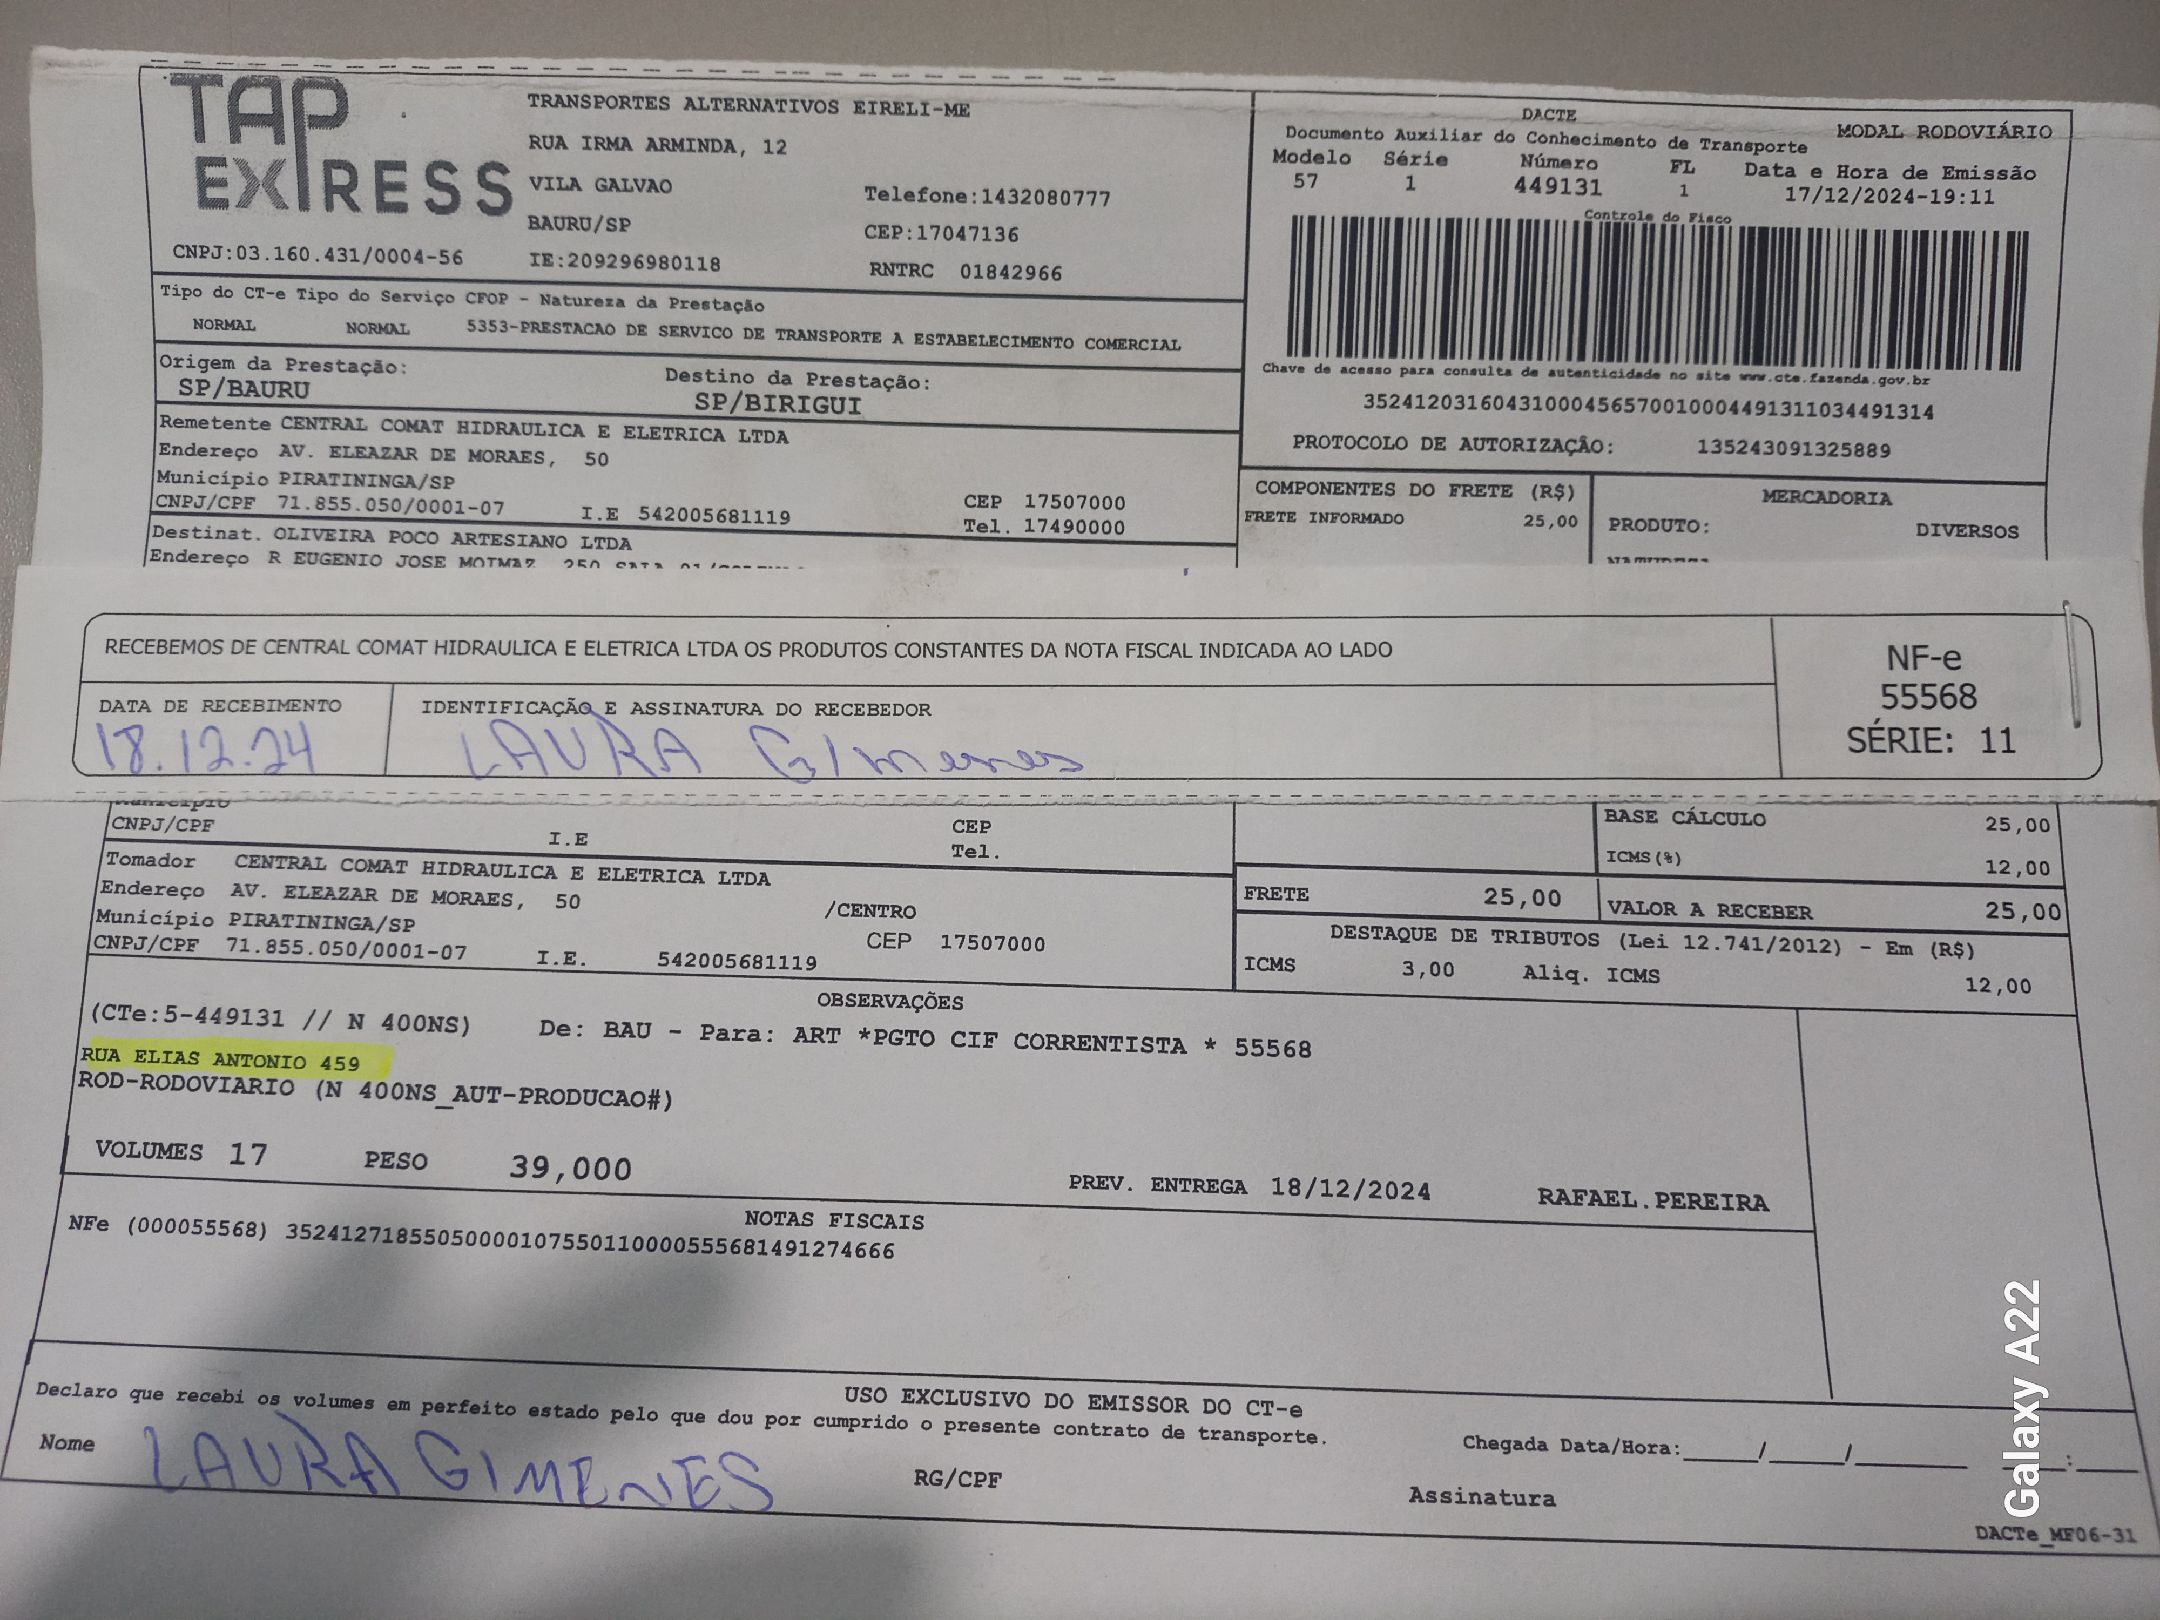 TAP EXPRESS
TRANSPORTES ALTERNATIVOS EIRELI-ME
RUA IRMA ARMINDA, 12
VILA GALVAO Telefone:1432080777
BAURU/SP CEP:17047136
CNPJ:03.160.431/0004-56 IE:209296980118 RNTRC 01842966
DACTE
Documento Auxiliar do Conhecimento de Transporte MODAL RODOVIÁRIO
Modelo Série Número FL Data e Hora de Emissão
57 1 449131 1 17/12/2024-19:11
Controle do Fisco
Chave de acesso para consulta de autenticidade no site www.cte.fazenda.gov.br
35241203160431000456570010004491311034491314
PROTOCOLO DE AUTORIZAÇÃO: 135243091325889
Tipo do CT-e Tipo do Serviço CFOP - Natureza da Prestação
NORMAL NORMAL 5353-PRESTACAO DE SERVICO DE TRANSPORTE A ESTABELECIMENTO COMERCIAL
Origem da Prestação: Destino da Prestação:
SP/BAURU SP/BIRIGUI
Remetente CENTRAL COMAT HIDRAULICA E ELETRICA LTDA
Endereço AV. ELEAZAR DE MORAES, 50
Município PIRATININGA/SP
CNPJ/CPF 71.855.050/0001-07 I.E 542005681119 CEP 17507000
Tel. 17490000
Destinat. OLIVEIRA POCO ARTESIANO LTDA
Endereço R EUGENIO JOSE
COMPONENTES DO FRETE (R$) MERCADORIA
FRETE INFORMADO 25,00 PRODUTO: DIVERSOS
RECEBEMOS DE CENTRAL COMAT HIDRAULICA E ELETRICA LTDA OS PRODUTOS CONSTANTES DA NOTA FISCAL INDICADA AO LADO
NF-e
55568
SÉRIE: 11
DATA DE RECEBIMENTO IDENTIFICAÇÃO E ASSINATURA DO RECEBEDOR
18.12.24 LAURA GImenes
Município
CNPJ/CPF I.E CEP
Tel.
BASE CÁLCULO 25,00
ICMS(%) 12,00
Tomador CENTRAL COMAT HIDRAULICA E ELETRICA LTDA
Endereço AV. ELEAZAR DE MORAES, 50 /CENTRO
Município PIRATININGA/SP CEP 17507000
CNPJ/CPF 71.855.050/0001-07 I.E. 542005681119
FRETE 25,00 VALOR A RECEBER 25,00
DESTAQUE DE TRIBUTOS (Lei 12.741/2012) - Em (R$)
ICMS 3,00 Aliq. ICMS 12,00
OBSERVAÇÕES
(CTe:5-449131 // N 400NS) De: BAU - Para: ART *PGTO CIF CORRENTISTA * 55568
RUA ELIAS ANTONIO 459
ROD-RODOVIARIO (N 400NS_AUT-PRODUCAO#)
VOLUMES 17 PESO 39,000 PREV. ENTREGA 18/12/2024 RAFAEL.PEREIRA
NOTAS FISCAIS
NFe (000055568) 35241271855050000107550110000555681491274666
USO EXCLUSIVO DO EMISSOR DO CT-e
Declaro que recebi os volumes em perfeito estado pelo que dou por cumprido o presente contrato de transporte.
Nome LAURA GIMENES RG/CPF Chegada Data/Hora:_____/_____/________ ____:____
Assinatura
DACTe_MF06-31
Galaxy A22